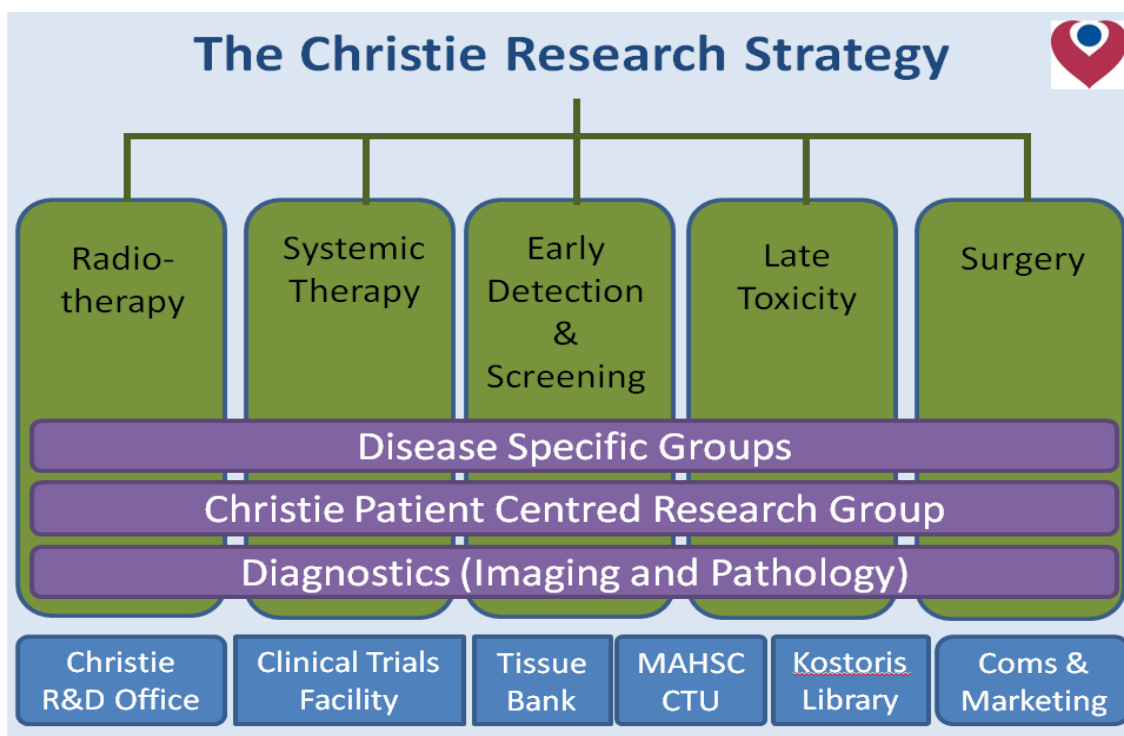 The Christie Research Strategy
Radio-
therapy
Systemic
Therapy
Early
Detection
&
Screening
Late
Toxicity
Surgery
Disease Specific Groups
Christie Patient Centred Research Group
Diagnostics (Imaging and Pathology)
Christie
R&D Office
Clinical Trials
Facility
Tissue
Bank
MAHSC
CTU
Kostoris
Library
Coms &
Marketing